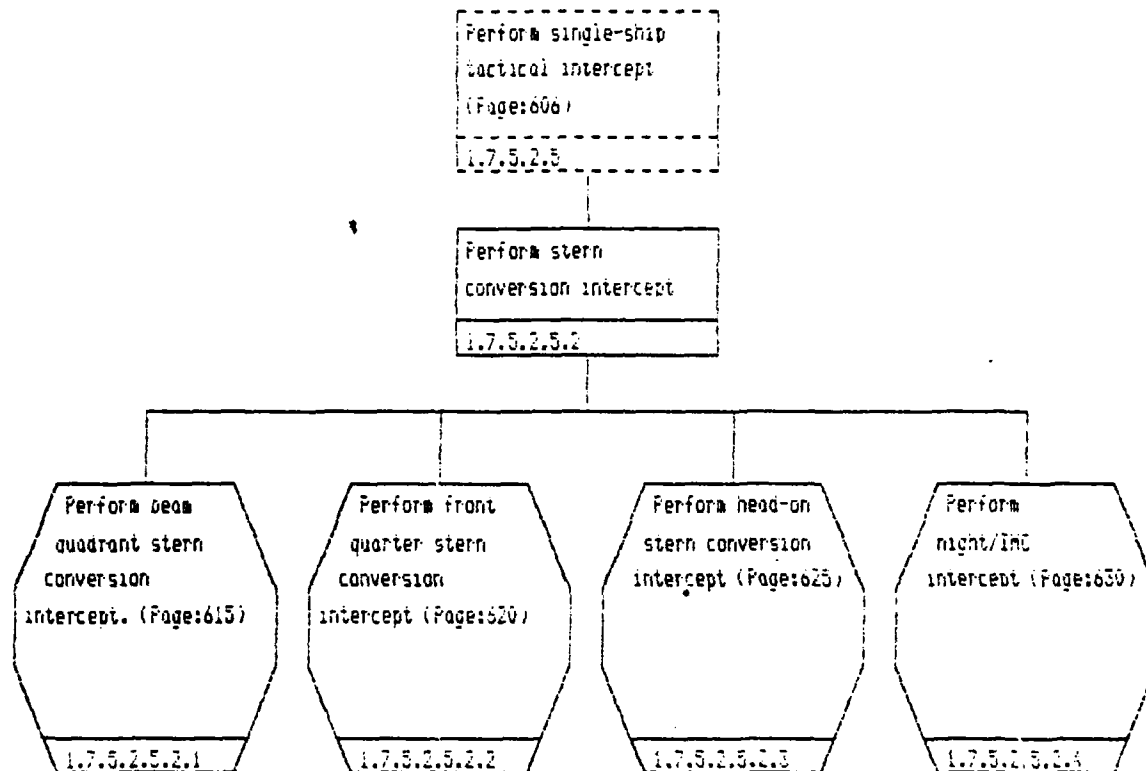 Perform single-ship
tactical intercept
(Page:606)
1.7.5.2.5
Perform stern
conversion intercept
1.7.5.2.5.2
Perform beam
quadrant stern
conversion
intercept. (Page:615)
1.7.5.2.5.2.1
Perform front
quarter stern
conversion
intercept (Page:620)
1.7.5.2.5.2.2
Perform head-on
stern conversion
intercept (Page:625)
1.7.5.2.5.2.3
Perform
night/IMC
intercept (Page:630)
1.7.5.2.5.2.4